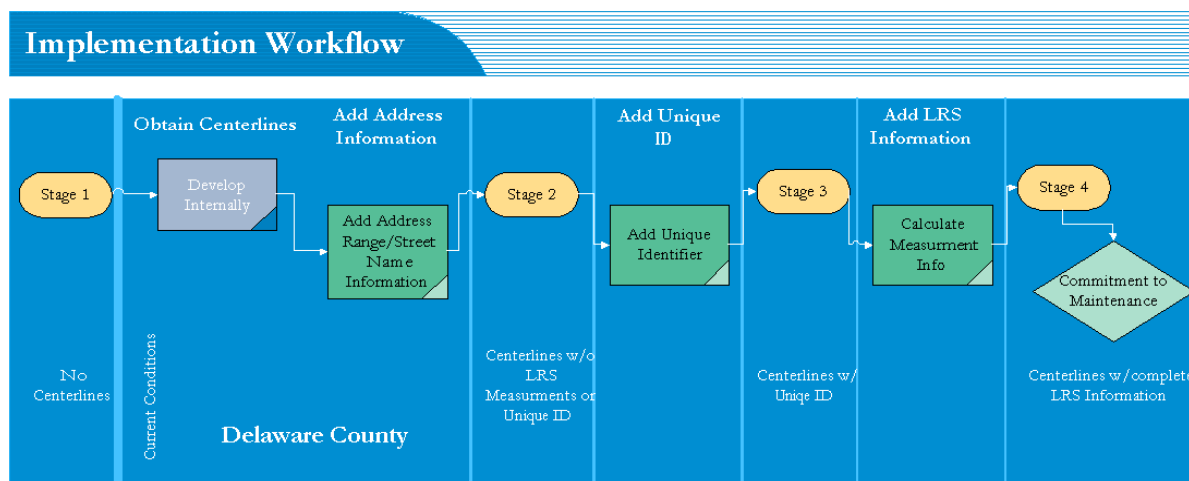 Implementation Workflow
Obtain Centerlines
Add Address
Information
Add Unique
ID
Add LRS
Information
Stage 1
Develop
Internally
Add Address
Range/Street
Name
Information
Stage 2
Add Unique
Identifier
Stage 3
Calculate
Measurment
Info
Stage 4
Commitment to
Maintenance
No
Centerlines
Current Conditions
Centerlines w/o
LRS
Measurments or
Unique ID
Centerlines w/
Uniqe ID
Centerlines w/complete
LRS Information
Delaware County